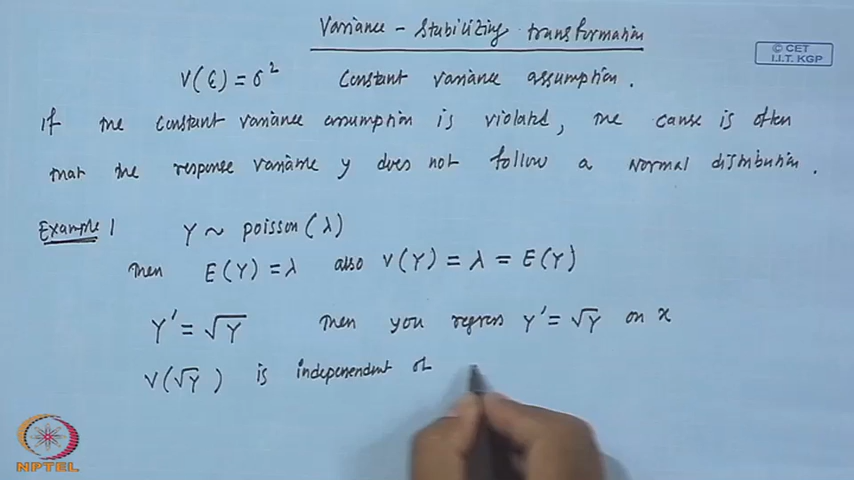 Variance - Stabilizing transformation
© CET
I.I.T. KGP
V(ϵ) = σ² Constant variance assumption.
If the constant variance assumption is violated, the cause is often
that the response variable y does not follow a Normal distribution.
Example 1 Y ~ poisson(λ)
Then E(Y) = λ also V(Y) = λ = E(Y)
Y' = √Y Then you regress Y' = √Y on x
V(√Y) is independent of
NPTEL